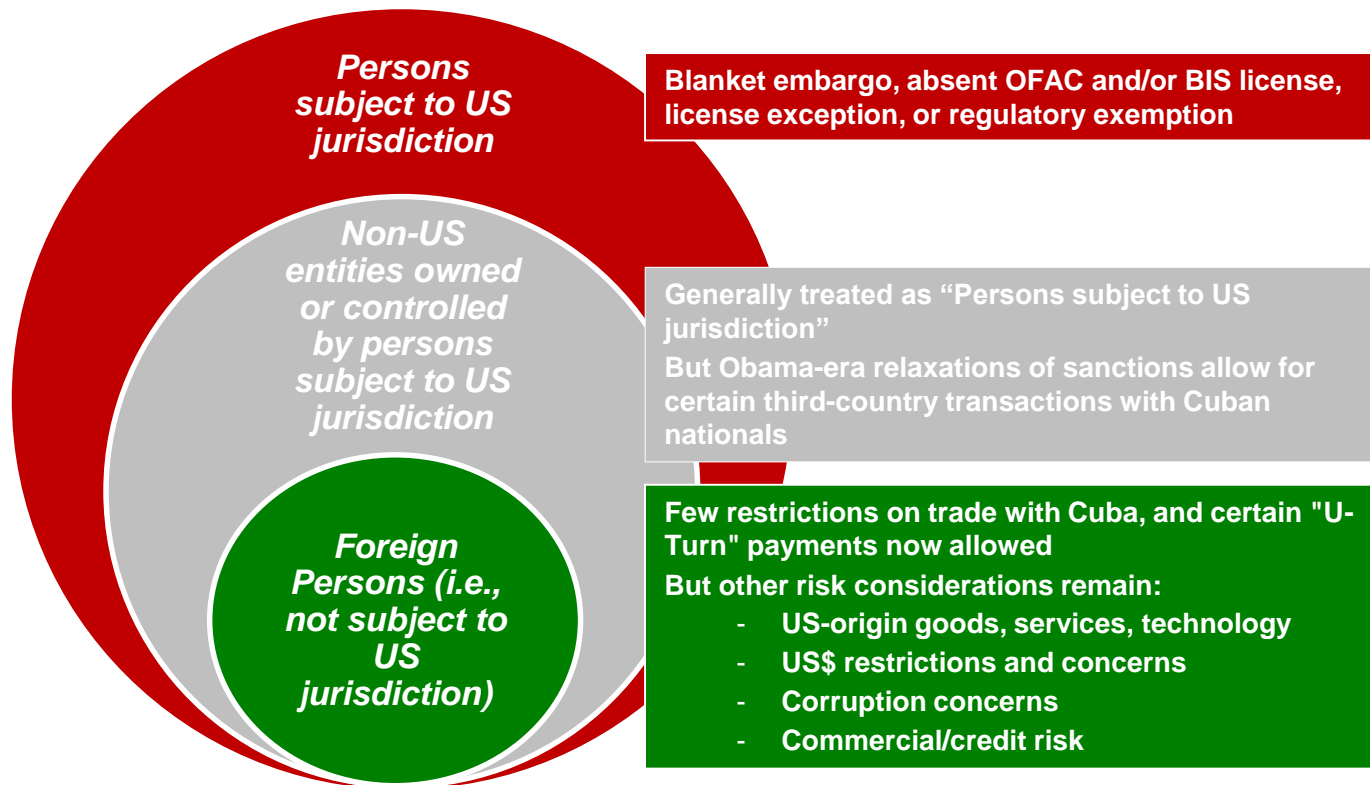 Persons
subject to US
jurisdiction
Blanket embargo, absent OFAC and/or BIS license,
license exception, or regulatory exemption
Non-US
entities owned
or controlled
by persons
subject to US
jurisdiction
Generally treated as “Persons subject to US
jurisdiction”
But Obama-era relaxations of sanctions allow for
certain third-country transactions with Cuban
nationals
Foreign
Persons (i.e.,
not subject to
US
jurisdiction)
Few restrictions on trade with Cuba, and certain "U-
Turn" payments now allowed
But other risk considerations remain:
- US-origin goods, services, technology
- US$ restrictions and concerns
- Corruption concerns
- Commercial/credit risk